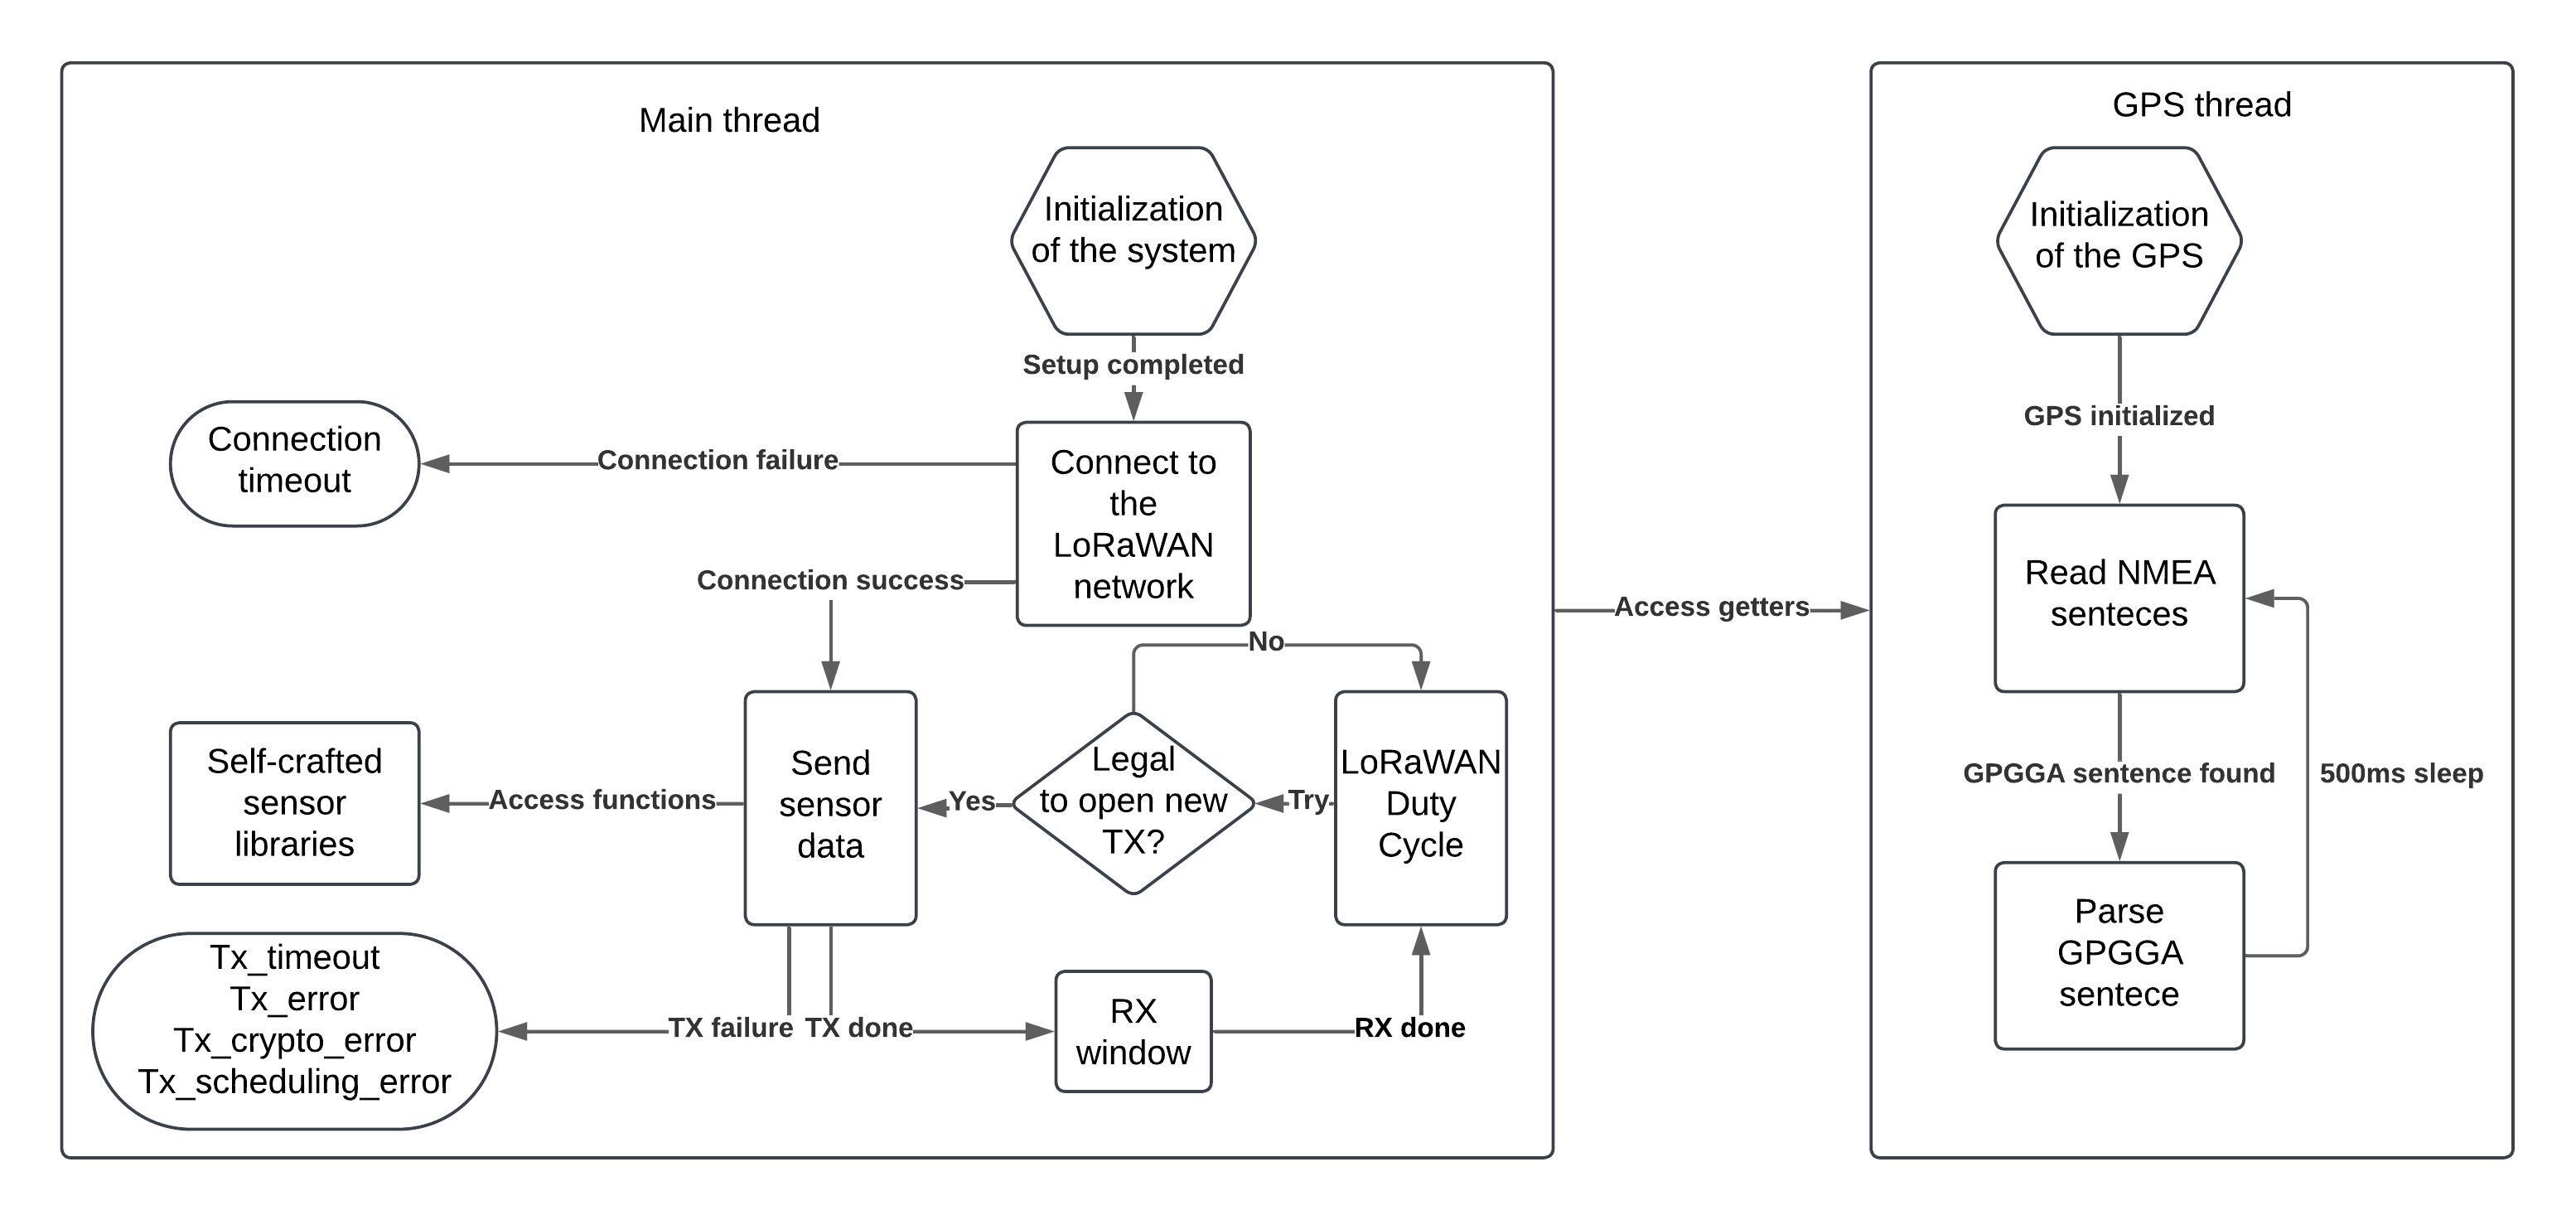 Main thread
Initialization
of the system
Setup completed
Connect to
the
LoRaWAN
network
Connection failure
Connection
timeout
Connection success
No
Send
sensor
data
Yes
Legal
to open new
TX?
Try
LoRaWAN
Duty
Cycle
Access functions
Self-crafted
sensor
libraries
TX failure
Tx_timeout
Tx_error
Tx_crypto_error
Tx_scheduling_error
TX done
RX
window
RX done
Access getters
GPS thread
Initialization
of the GPS
GPS initialized
Read NMEA
senteces
GPGGA sentence found
500ms sleep
Parse
GPGGA
sentece